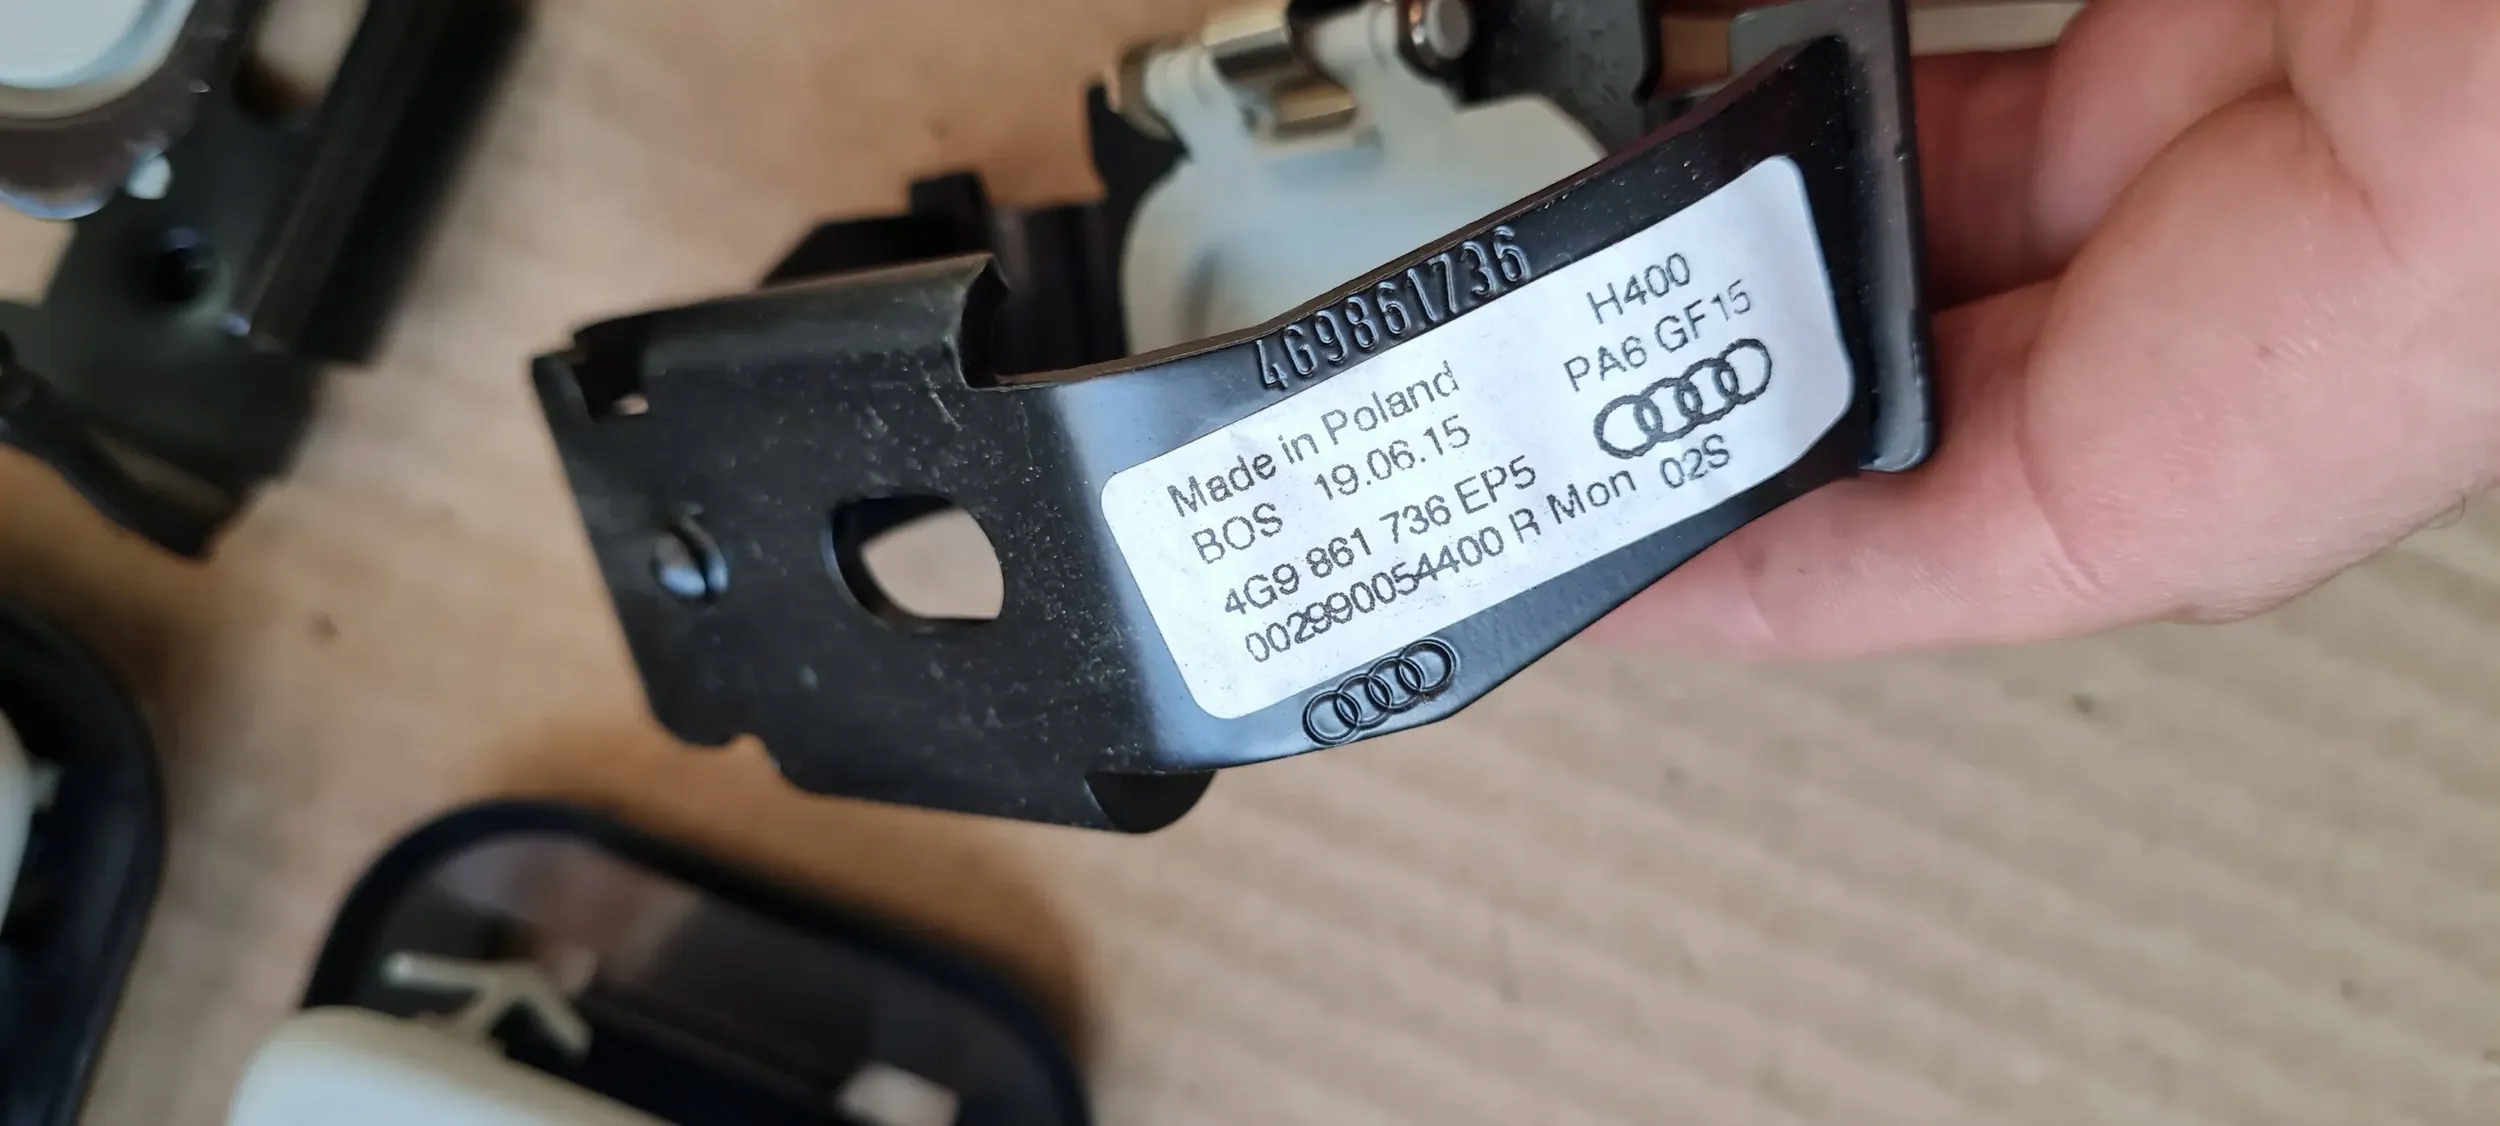 4G9861736
H400
PA6 GF15
Made in Poland
BOS 19.06.15
4G9 861 736 EP5
002990054400 R Mon 02S